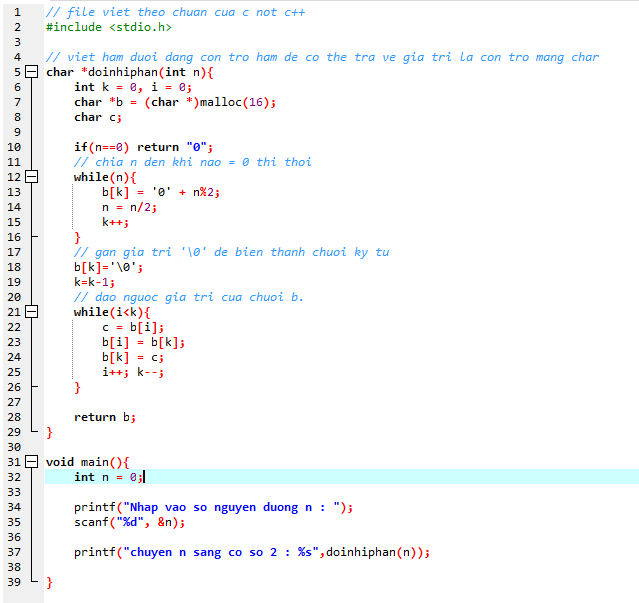 1 // file viet theo chuan cua c not c++
2 #include <stdio.h>
3
4 // viet ham duoi dang con tro ham de co the tra ve gia tri la con tro mang char
5 char *doinhiphan(int n){
6 int k = 0, i = 0;
7 char *b = (char *)malloc(16);
8 char c;
9
10 if(n==0) return "0";
11 // chia n den khi nao = 0 thi thoi
12 while(n){
13 b[k] = '0' + n%2;
14 n = n/2;
15 k++;
16 }
17 // gan gia tri '\0' de bien thanh chuoi ky tu
18 b[k]='\0';
19 k=k-1;
20 // dao nguoc gia tri cua chuoi b.
21 while(i<k){
22 c = b[i];
23 b[i] = b[k];
24 b[k] = c;
25 i++; k--;
26 }
27
28 return b;
29 }
30
31 void main(){
32 int n = 0;
33
34 printf("Nhap vao so nguyen duong n : ");
35 scanf("%d", &n);
36
37 printf("chuyen n sang co so 2 : %s",doinhiphan(n));
38
39 }